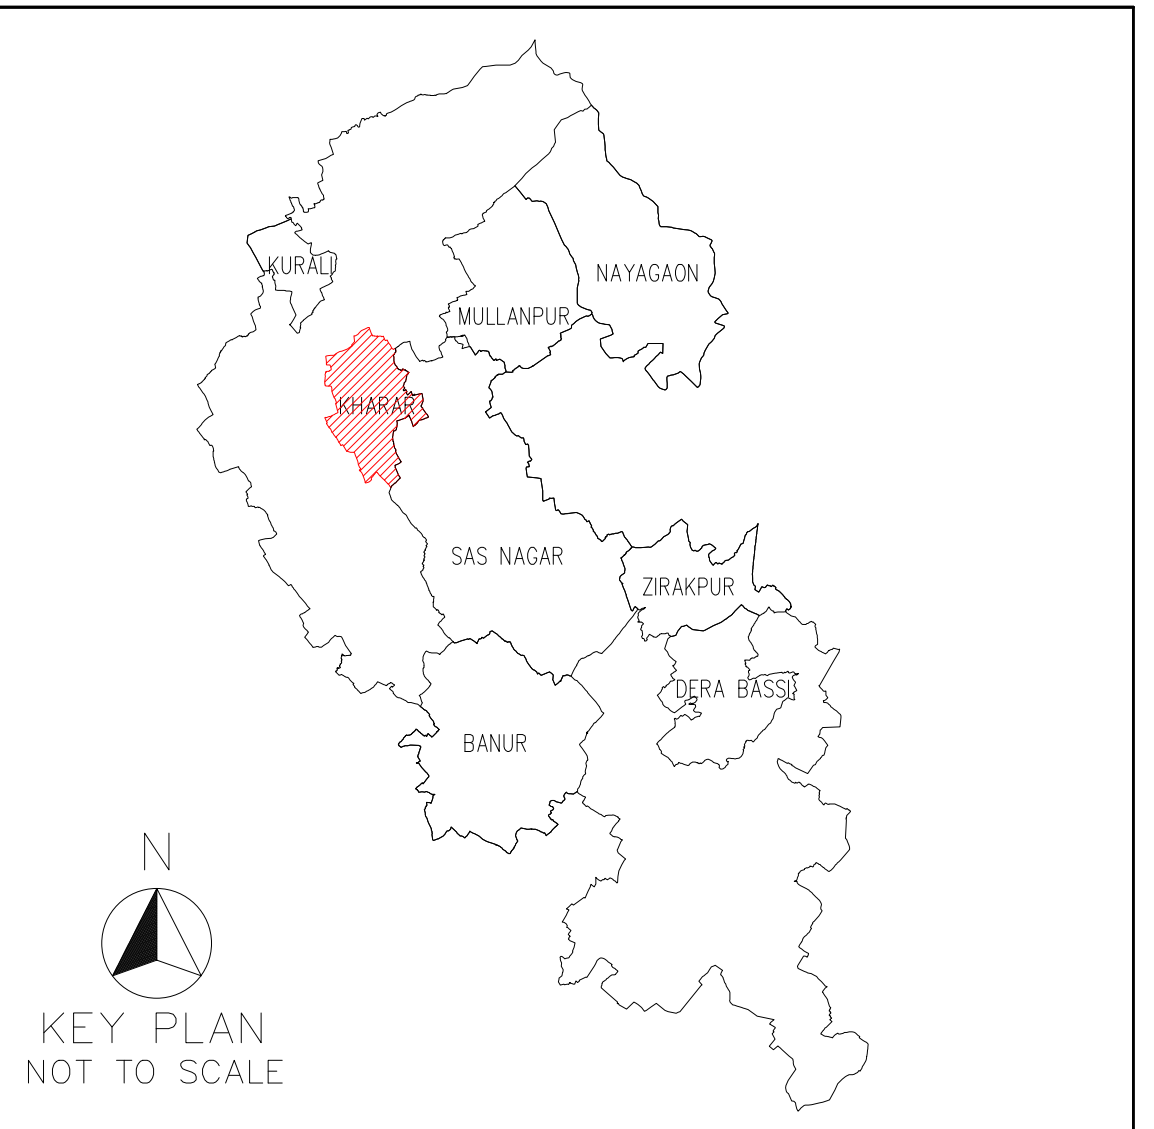 KURALI
NAYAGAON
MULLANPUR
KHARAR
SAS NAGAR
ZIRAKPUR
DERA BASSI
BANUR
N
KEY PLAN
NOT TO SCALE